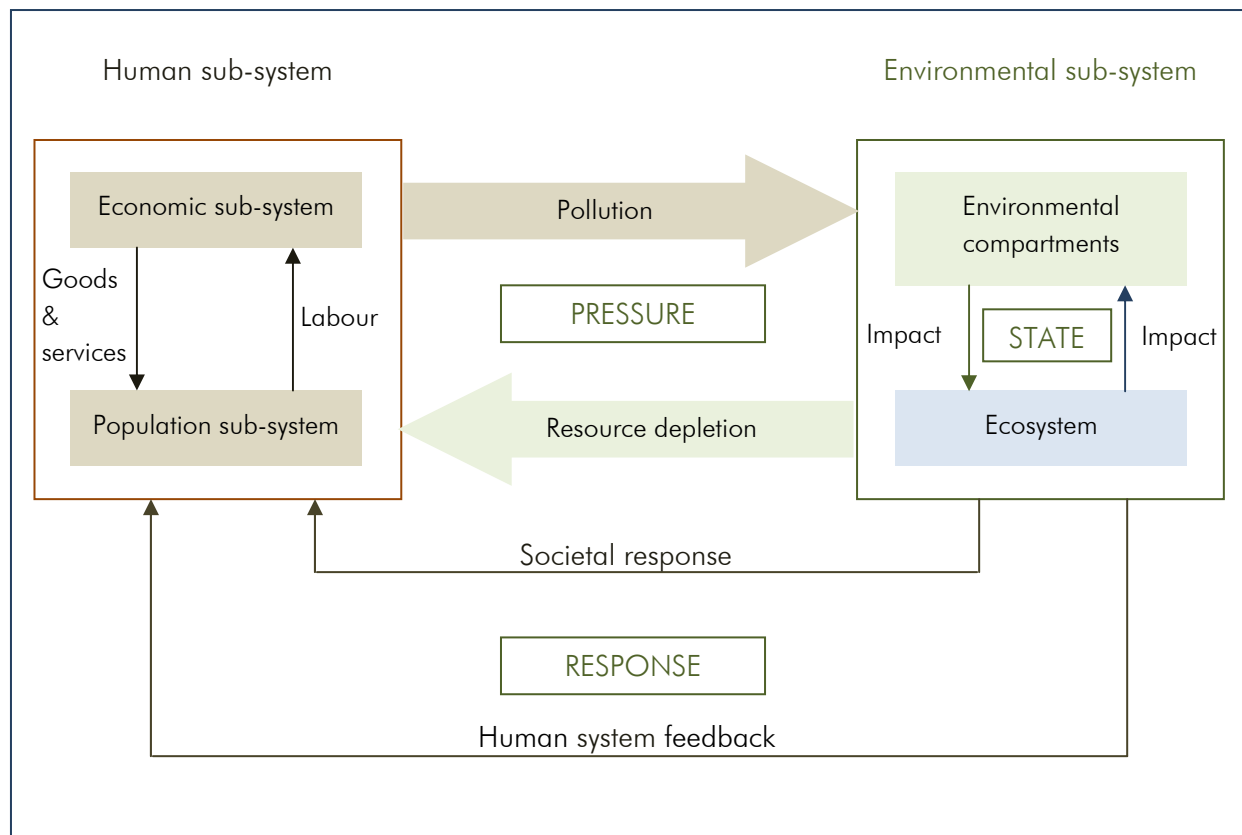 Human sub-system
Environmental sub-system
Economic sub-system
Goods
&
services
Labour
Population sub-system
Pollution
PRESSURE
Resource depletion
Environmental
compartments
Impact
STATE
Impact
Ecosystem
Societal response
RESPONSE
Human system feedback